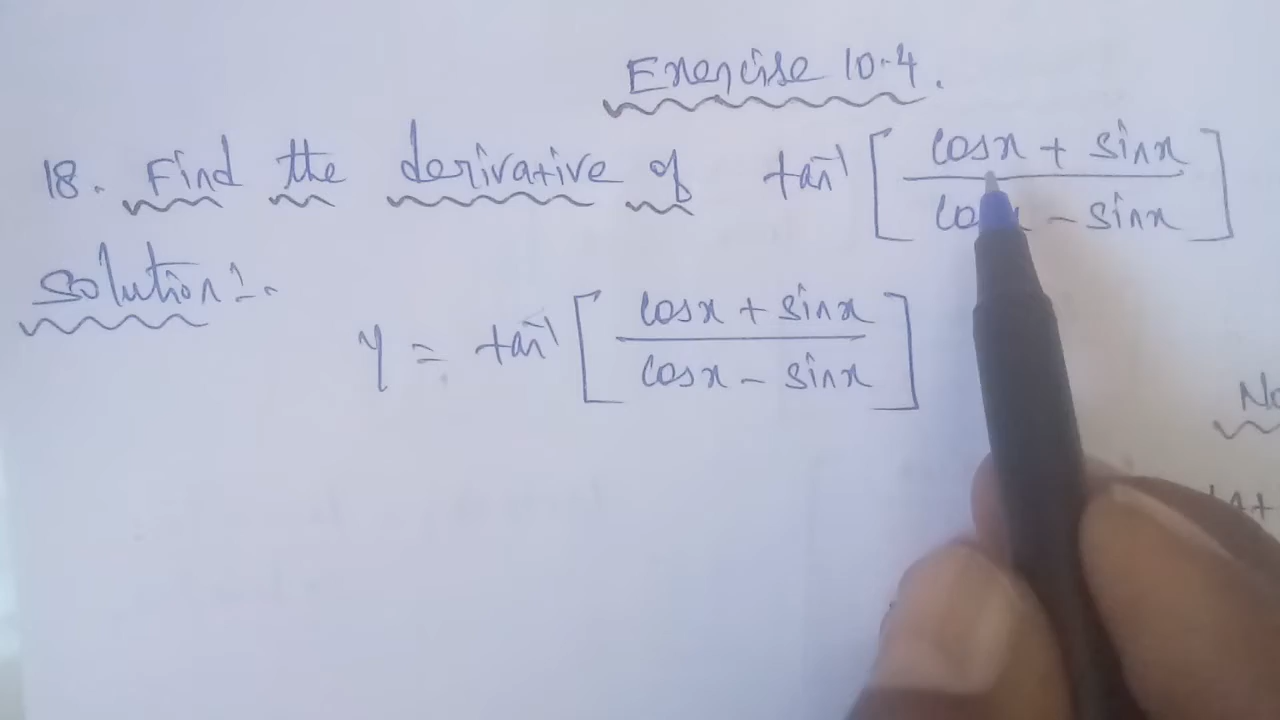 Exercise 10.4.
18. Find the derivative of tan⁻¹ [ cosx + sinx / cosx - sinx ]
Solution:-.
y = tan⁻¹ [ cosx + sinx / cosx - sinx ]